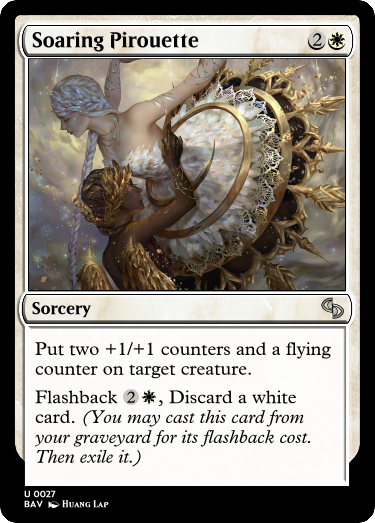 Soaring Pirouette 2
Sorcery
Put two +1/+1 counters and a flying
counter on target creature.
Flashback 2, Discard a white
card. (You may cast this card from
your graveyard for its flashback cost.
Then exile it.)
U 0027
BAV Huang Lap